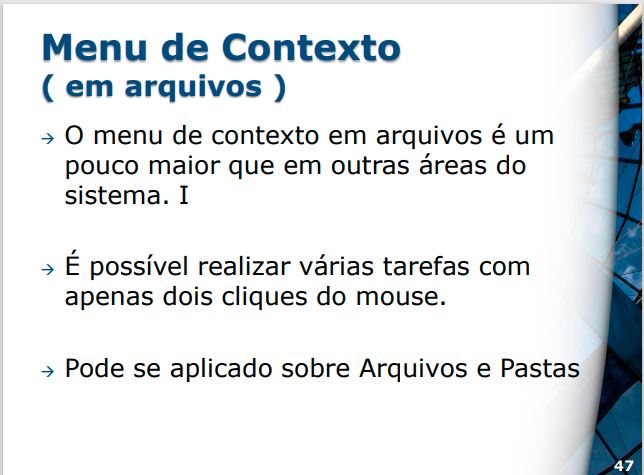 Menu de Contexto
( em arquivos )
→ O menu de contexto em arquivos é um
pouco maior que em outras áreas do
sistema. I
→ É possível realizar várias tarefas com
apenas dois cliques do mouse.
→ Pode se aplicado sobre Arquivos e Pastas
47